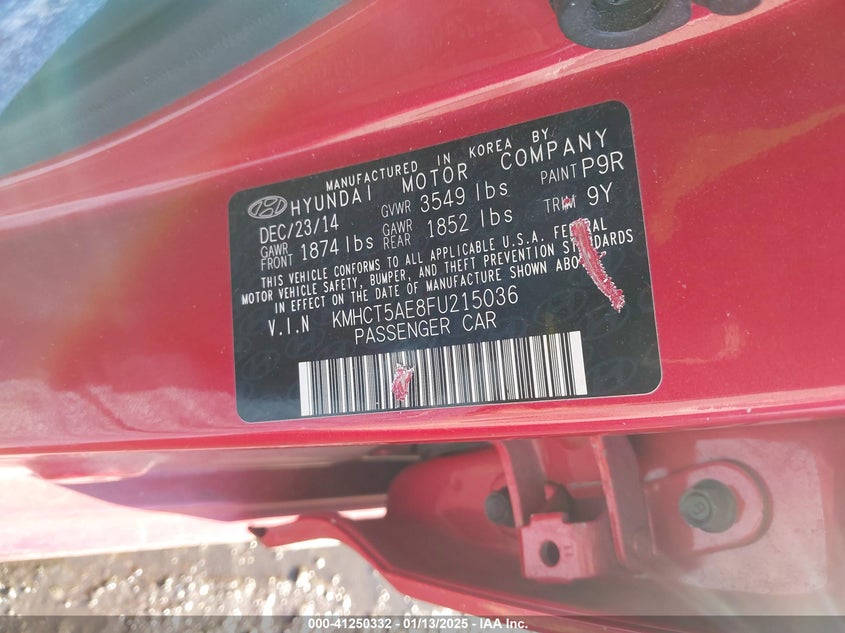 MANUFACTURED IN KOREA BY
HYUNDAI MOTOR COMPANY
DEC/23/14 GVWR 3549 lbs PAINT P9R
GAWR FRONT 1874 lbs GAWR REAR 1852 lbs TRIM 9Y
THIS VEHICLE CONFORMS TO ALL APPLICABLE U.S.A. FEDERAL
MOTOR VEHICLE SAFETY, BUMPER, AND THEFT PREVENTION STANDARDS
IN EFFECT ON THE DATE OF MANUFACTURE SHOWN ABOVE.
V.I.N KMHCT5AE8FU215036
PASSENGER CAR
000-41250332 - 01/13/2025 - IAA Inc.